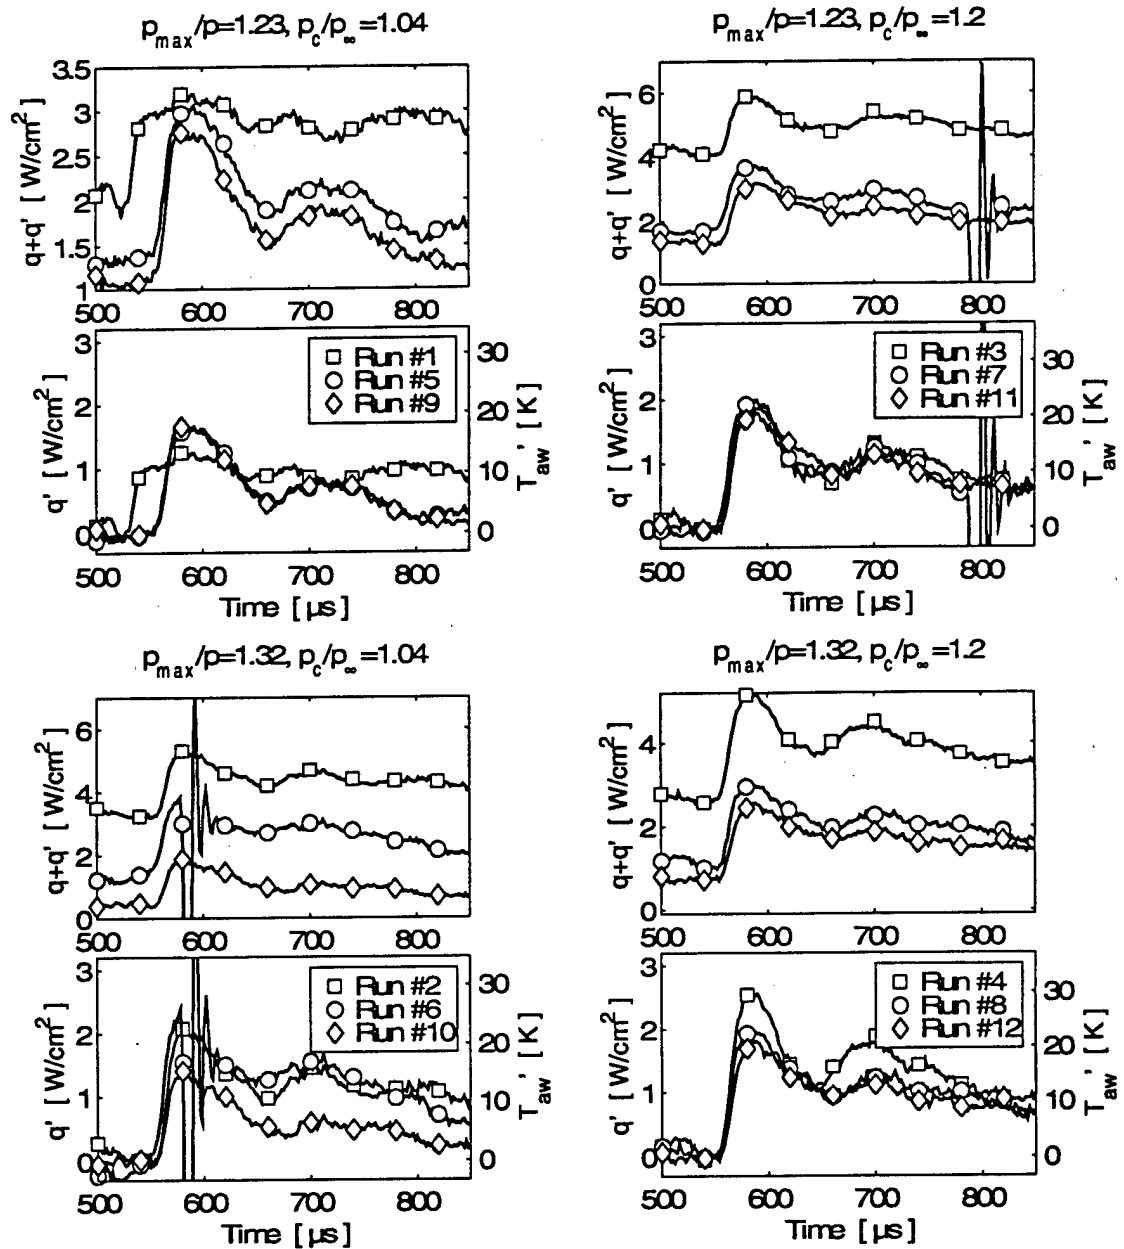 p_max/p=1.23, p_c/p_∞=1.04
3.5
3
2.5
2
1.5
1
q+q' [ W/cm²]
500 600 700 800
3
2
1
0
q' [ W/cm²]
Run #1
Run #5
Run #9
30
20
10
0
T_aw' [ K]
500 600 700 800
Time [ µs]
p_max/p=1.23, p_c/p_∞=1.2
6
4
2
0
q+q' [ W/cm²]
500 600 700 800
3
2
1
0
q' [ W/cm²]
Run #3
Run #7
Run #11
30
20
10
0
T_aw' [ K]
500 600 700 800
Time [ µs]
p_max/p=1.32, p_c/p_∞=1.04
6
4
2
0
q+q' [ W/cm²]
500 600 700 800
3
2
1
0
q' [ W/cm²]
Run #2
Run #6
Run #10
30
20
10
0
T_aw' [ K]
500 600 700 800
Time [ µs]
p_max/p=1.32, p_c/p_∞=1.2
4
2
0
q+q' [ W/cm²]
500 600 700 800
3
2
1
0
q' [ W/cm²]
Run #4
Run #8
Run #12
30
20
10
0
T_aw' [ K]
500 600 700 800
Time [ µs]